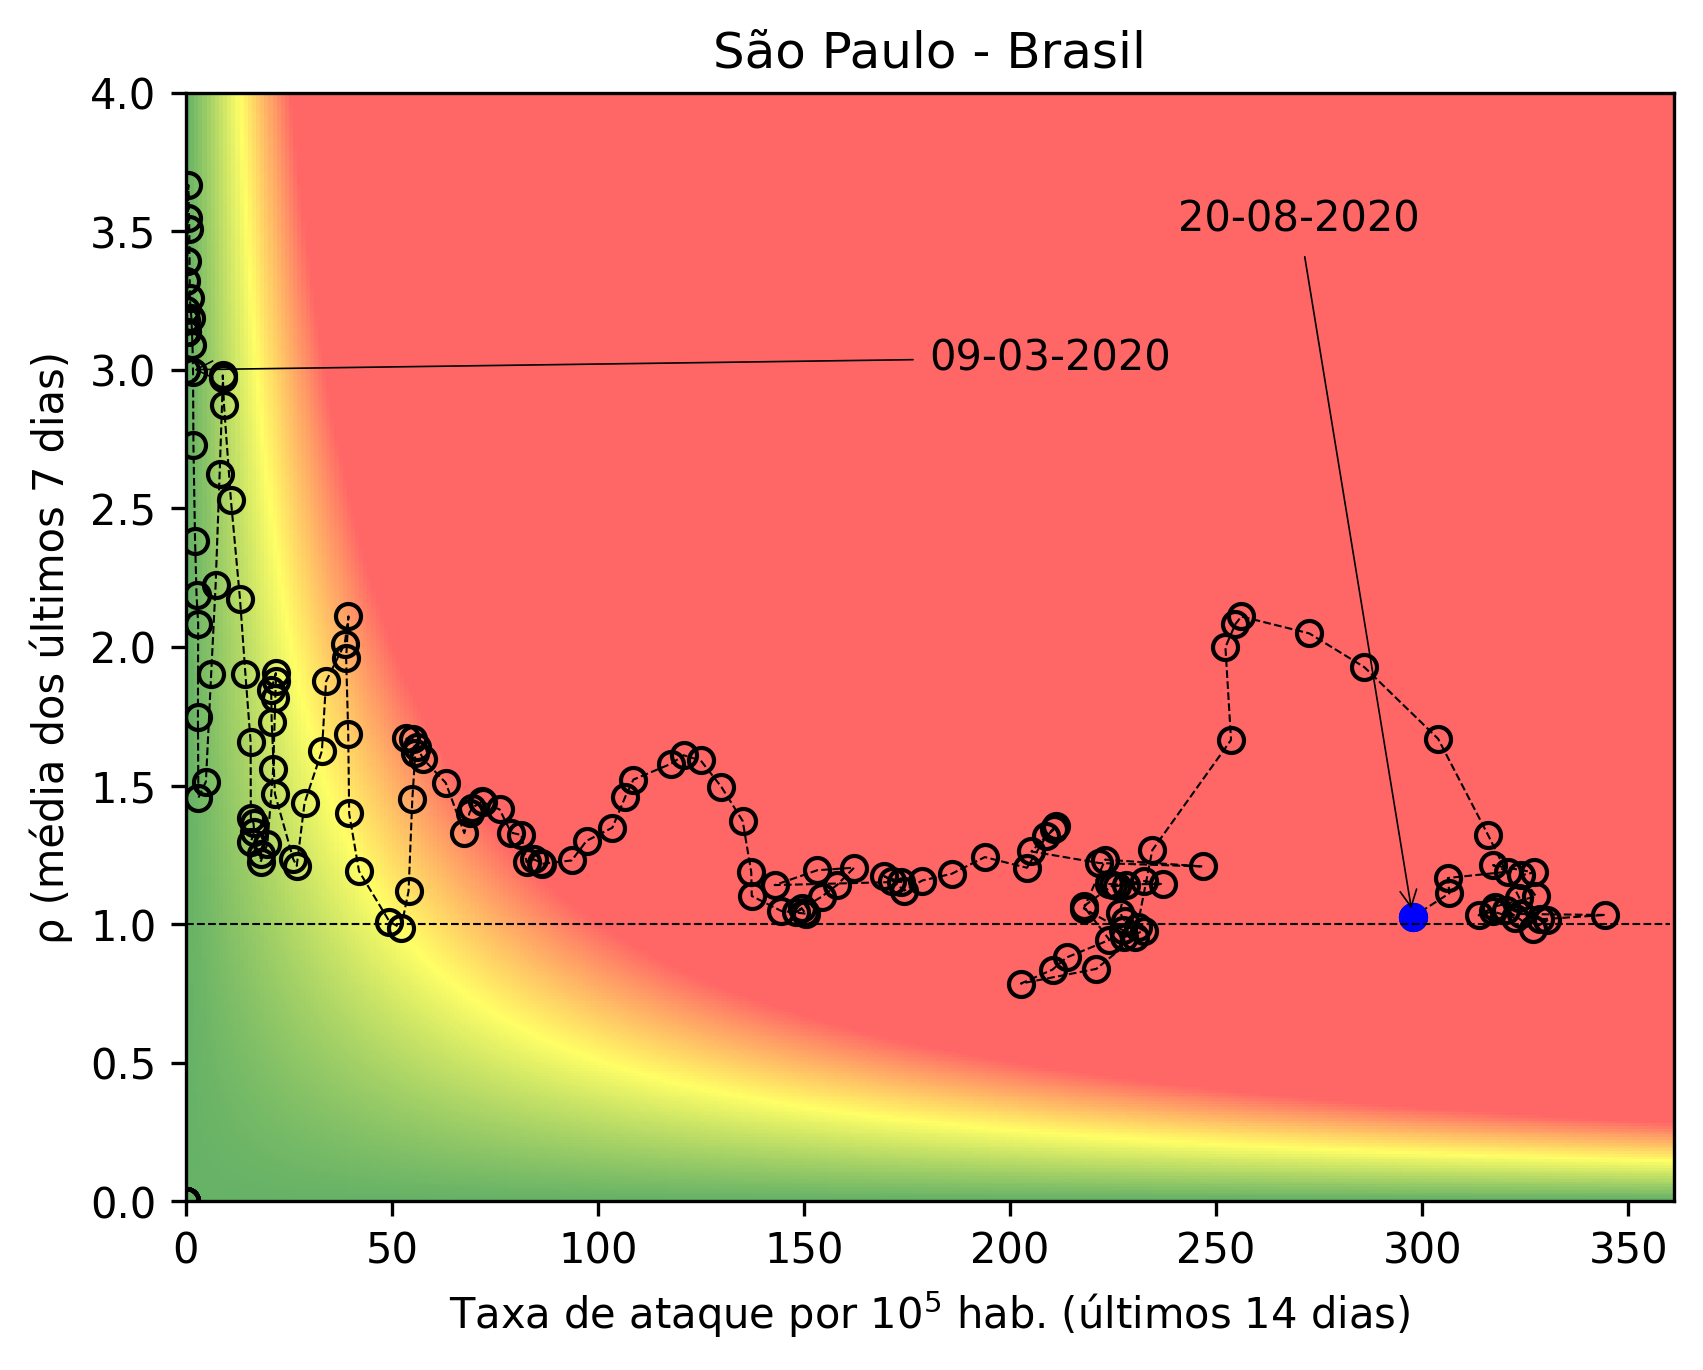 São Paulo - Brasil
4.0
3.5
3.0
2.5
2.0
1.5
1.0
0.5
0.0
ρ (média dos últimos 7 dias)
20-08-2020
09-03-2020
0 50 100 150 200 250 300 350
Taxa de ataque por 10⁵ hab. (últimos 14 dias)